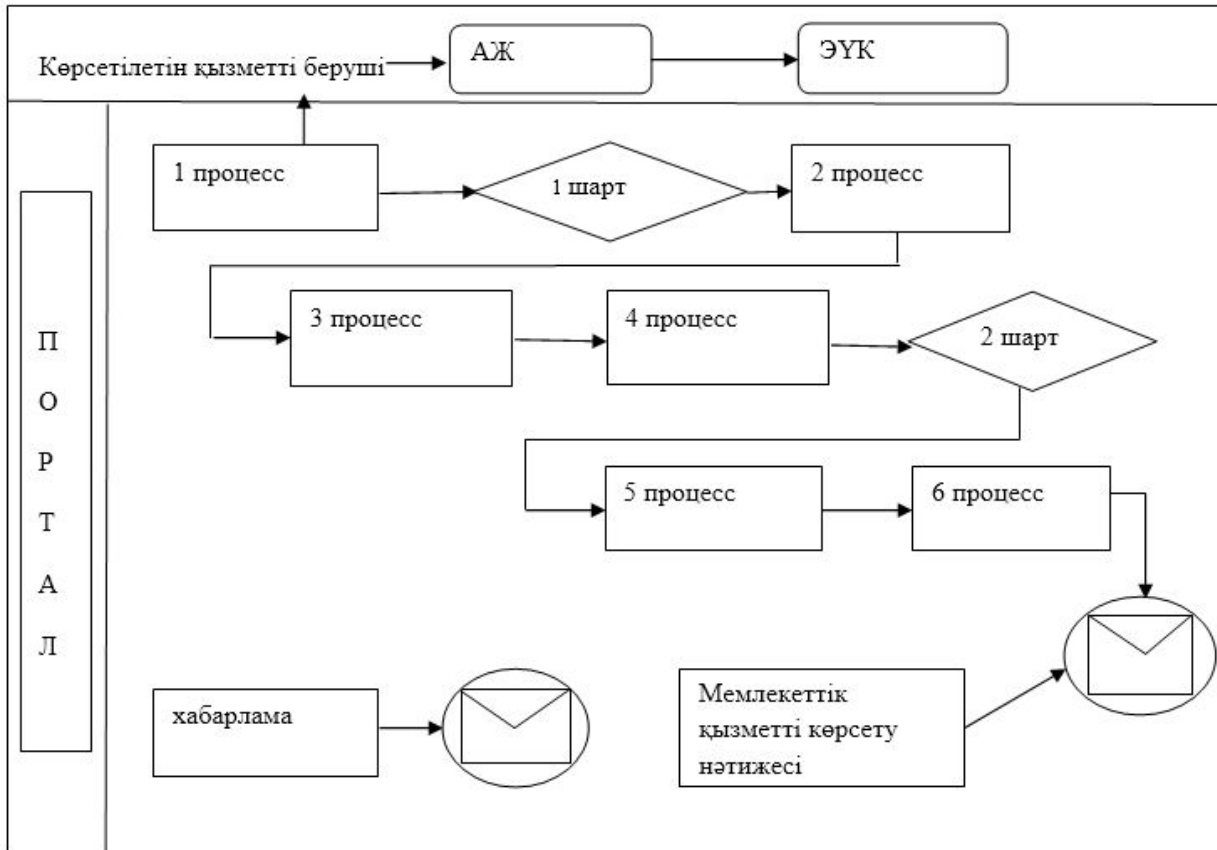 Көрсетілетін қызметті беруші
АЖ
ЭҮК
1 процесс
1 шарт
2 процесс
3 процесс
4 процесс
2 шарт
5 процесс
6 процесс
П
О
Р
Т
А
Л
хабарлама
Мемлекеттік
қызметті көрсету
нәтижесі